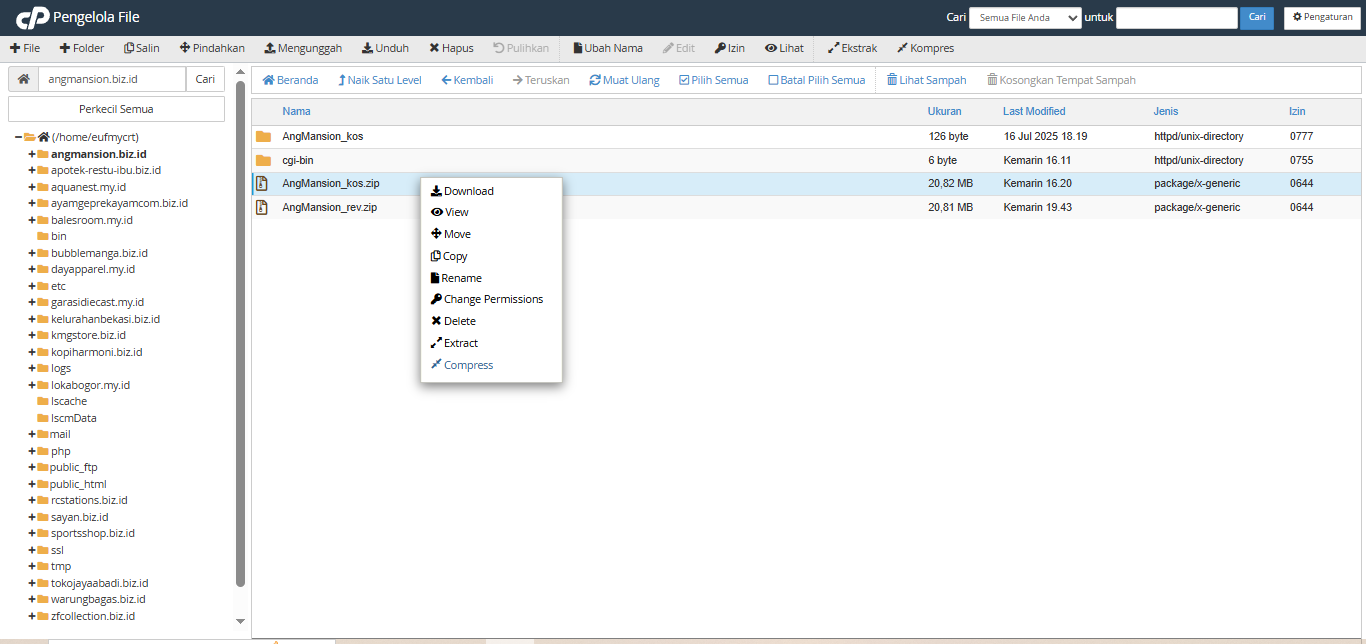 cP Pengelola File
Cari Semua File Anda untuk Cari Pengaturan
File Folder Salin Pindahkan Mengunggah Unduh Hapus Pulihkan Ubah Nama Edit Izin Lihat Ekstrak Kompres
angmansion.biz.id Cari
Beranda Naik Satu Level Kembali Teruskan Muat Ulang Pilih Semua Batal Pilih Semua Lihat Sampah Kosongkan Tempat Sampah
Perkecil Semua
(/home/eufmycrt)
angmansion.biz.id
apotek-restu-ibu.biz.id
aquanest.my.id
ayamgeprekayamcom.biz.id
balesroom.my.id
bin
bubblemanga.biz.id
dayapparel.my.id
etc
garasidiecast.my.id
kelurahanbekasi.biz.id
kmgstore.biz.id
kopiharmoni.biz.id
logs
lokabogor.my.id
lscache
lscmData
mail
php
public_ftp
public_html
rcstations.biz.id
sayan.biz.id
sportsshop.biz.id
ssl
tmp
tokojayaabadi.biz.id
warungbagas.biz.id
zfcollection.biz.id
Nama Ukuran Last Modified Jenis Izin
AngMansion_kos 126 byte 16 Jul 2025 18.19 httpd/unix-directory 0777
cgi-bin 6 byte Kemarin 16.11 httpd/unix-directory 0755
AngMansion_kos.zip 20,82 MB Kemarin 16.20 package/x-generic 0644
AngMansion_rev.zip 20,81 MB Kemarin 19.43 package/x-generic 0644
Download
View
Move
Copy
Rename
Change Permissions
Delete
Extract
Compress